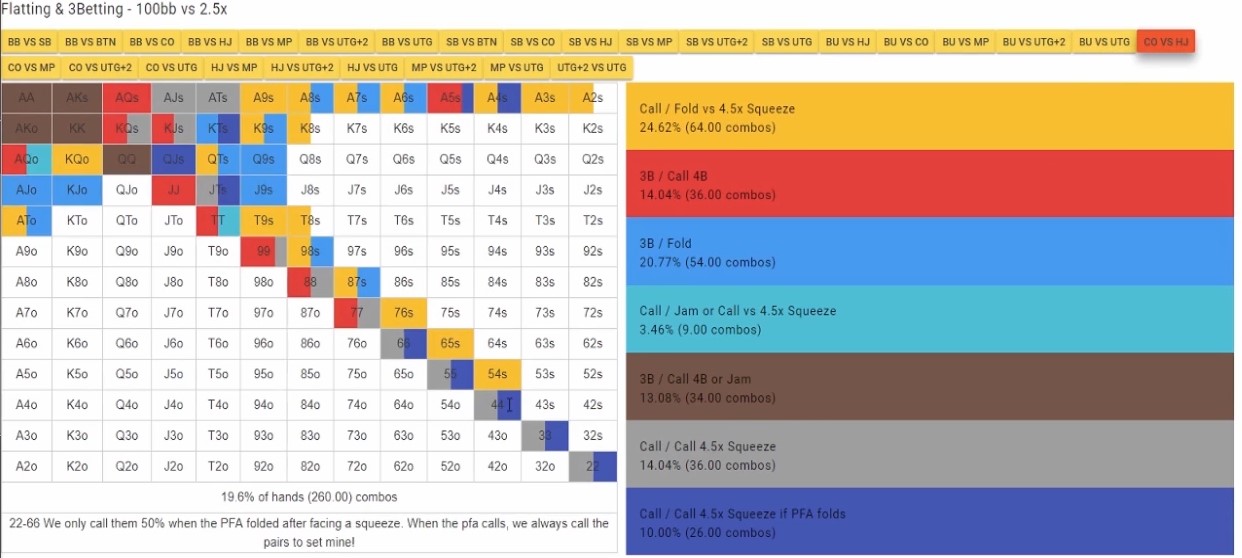 Flatting & 3Betting - 100bb vs 2.5x
BB VS SB BB VS BTN BB VS CO BB VS HJ BB VS MP BB VS UTG+2 BB VS UTG SB VS BTN SB VS CO SB VS HJ SB VS MP SB VS UTG+2 SB VS UTG BU VS HJ BU VS CO BU VS MP BU VS UTG+2 BU VS UTG CO VS HJ
CO VS MP CO VS UTG+2 CO VS UTG HJ VS MP HJ VS UTG+2 HJ VS UTG MP VS UTG+2 MP VS UTG UTG+2 VS UTG
AA AKs AQs AJs ATs A9s A8s A7s A6s A5s A4s A3s A2s
AKo KK KQs KJs KTs K9s K8s K7s K6s K5s K4s K3s K2s
AQo KQo QQ QJs QTs Q9s Q8s Q7s Q6s Q5s Q4s Q3s Q2s
AJo KJo QJo JJ JTs J9s J8s J7s J6s J5s J4s J3s J2s
ATo KTo QTo JTo TT T9s T8s T7s T6s T5s T4s T3s T2s
A9o K9o Q9o J9o T9o 99 98s 97s 96s 95s 94s 93s 92s
A8o K8o Q8o J8o T8o 98o 88 87s 86s 85s 84s 83s 82s
A7o K7o Q7o J7o T7o 97o 87o 77 76s 75s 74s 73s 72s
A6o K6o Q6o J6o T6o 96o 86o 76o 66 65s 64s 63s 62s
A5o K5o Q5o J5o T5o 95o 85o 75o 65o 55 54s 53s 52s
A4o K4o Q4o J4o T4o 94o 84o 74o 64o 54o 44 43s 42s
A3o K3o Q3o J3o T3o 93o 83o 73o 63o 53o 43o 33 32s
A2o K2o Q2o J2o T2o 92o 82o 72o 62o 52o 42o 32o 22
19.6% of hands (260.00) combos
22-66 We only call them 50% when the PFA folded after facing a squeeze. When the pfa calls, we always call the
pairs to set mine!
Call / Fold vs 4.5x Squeeze
24.62% (64.00 combos)
3B / Call 4B
14.04% (36.00 combos)
3B / Fold
20.77% (54.00 combos)
Call / Jam or Call vs 4.5x Squeeze
3.46% (9.00 combos)
3B / Call 4B or Jam
13.08% (34.00 combos)
Call / Call 4.5x Squeeze
14.04% (36.00 combos)
Call / Call 4.5x Squeeze if PFA folds
10.00% (26.00 combos)